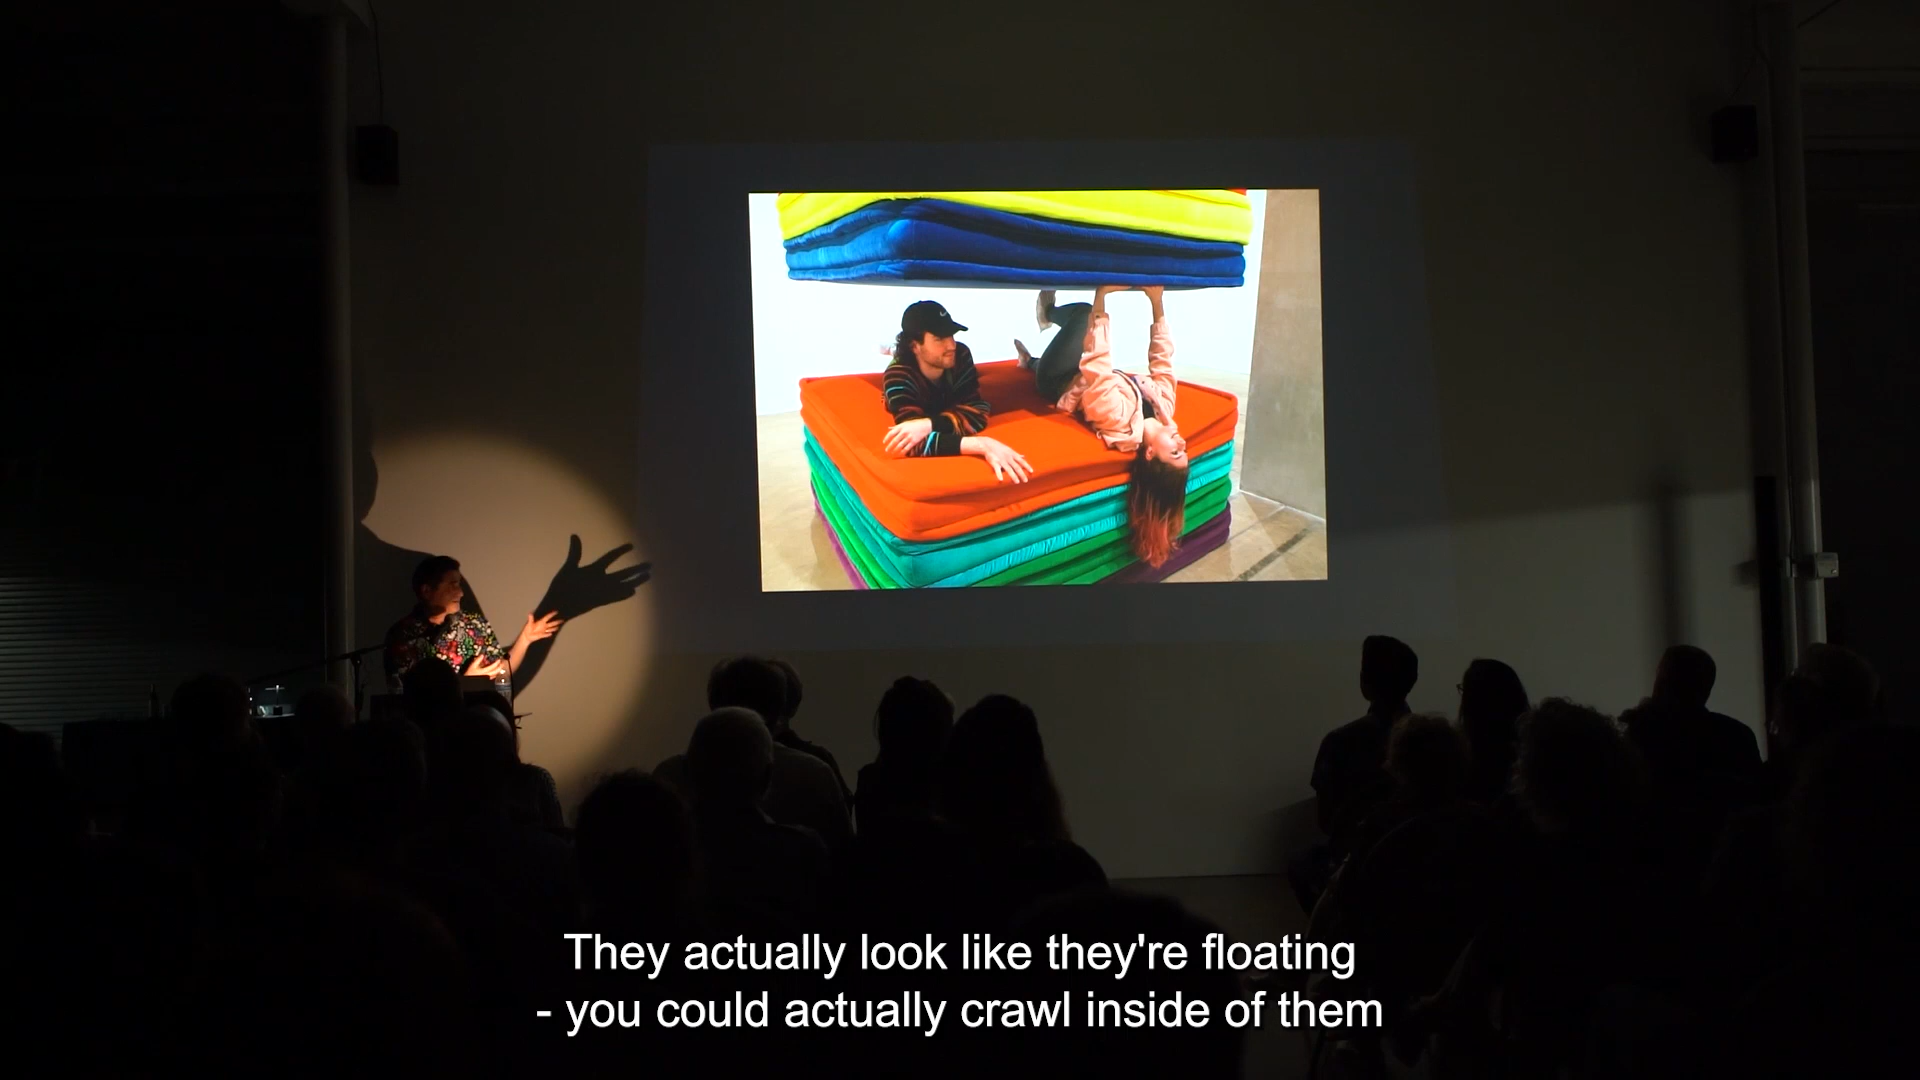 They actually look like they're floating
- you could actually crawl inside of them